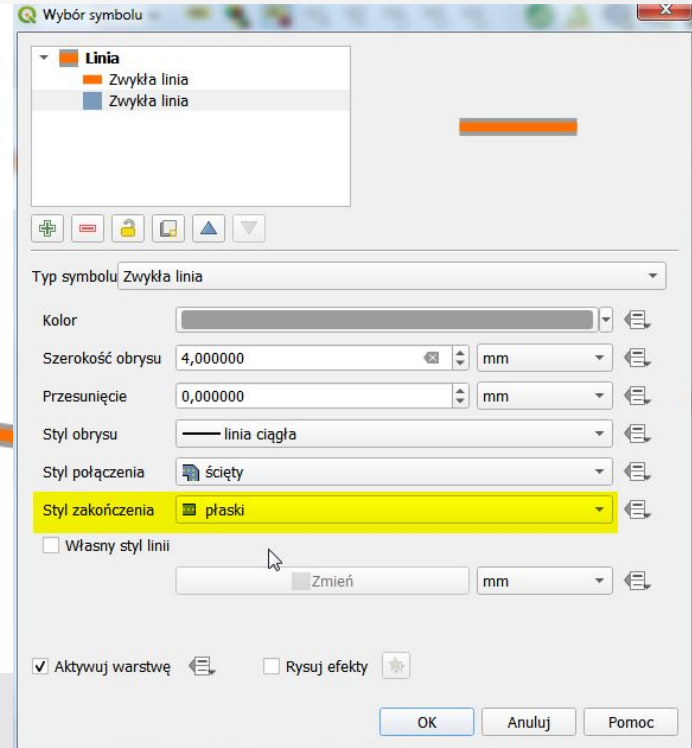 Wybór symbolu
Linia
Zwykła linia
Zwykła linia
Typ symbolu Zwykła linia
Kolor
Szerokość obrysu 4,000000 mm
Przesunięcie 0,000000 mm
Styl obrysu linia ciągła
Styl połączenia ścięty
Styl zakończenia płaski
Własny styl linii
Zmień mm
Aktywuj warstwę Rysuj efekty
OK Anuluj Pomoc